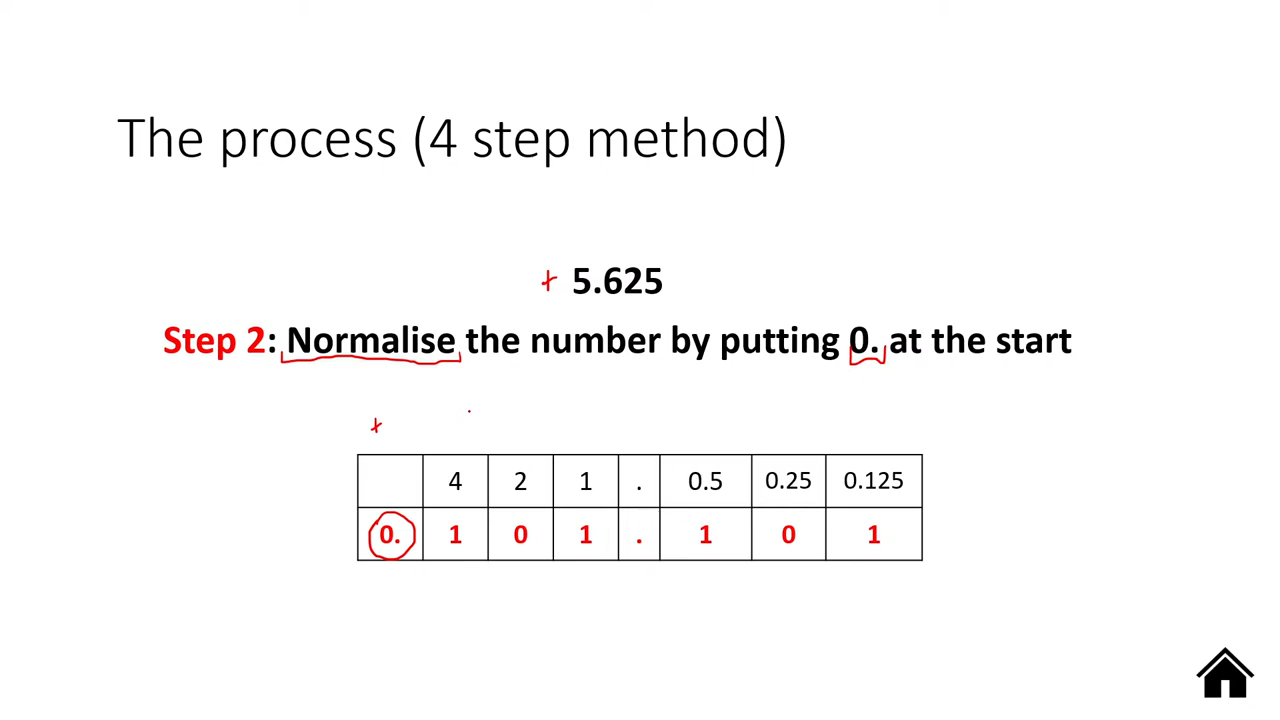 The process (4 step method)
+ 5.625
Step 2: Normalise the number by putting 0. at the start
+
4 2 1 . 0.5 0.25 0.125
0. 1 0 1 . 1 0 1